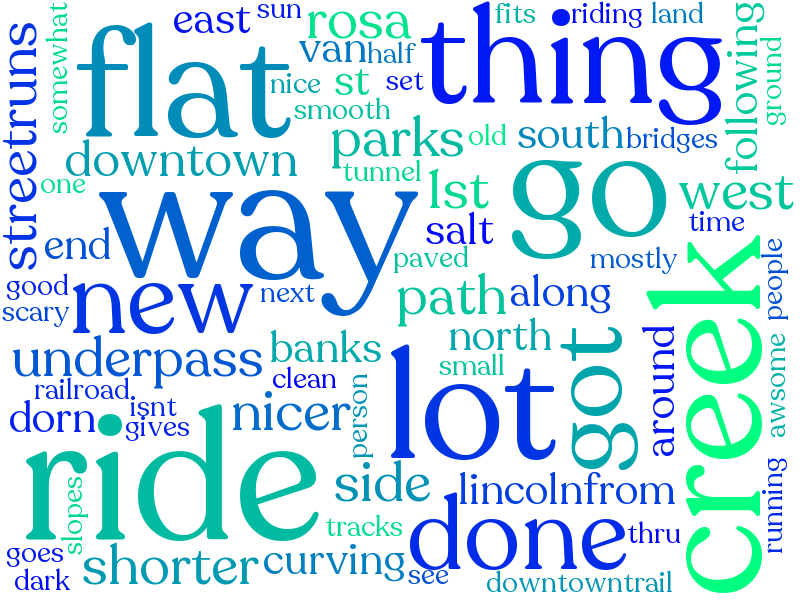 somewhat
east
sun
rosa
thing
fits
riding
land
following
ground
streetruns
flat
van
half
nice
st
set
smooth
parks
old
south
bridges
downtown
tunnel
one
way
lst
go
west
salt
time
end
paved
mostly
creek
people
good
scary
new
next
path
along
underpass
banks
north
got
around
awsome
railroad
clean
small
lot
dorn
isnt
gives
nicer
person
ride
side
lincolnfrom
running
slopes
tracks
done
thru
goes
dark
shorter
curving
see
downtowntrail